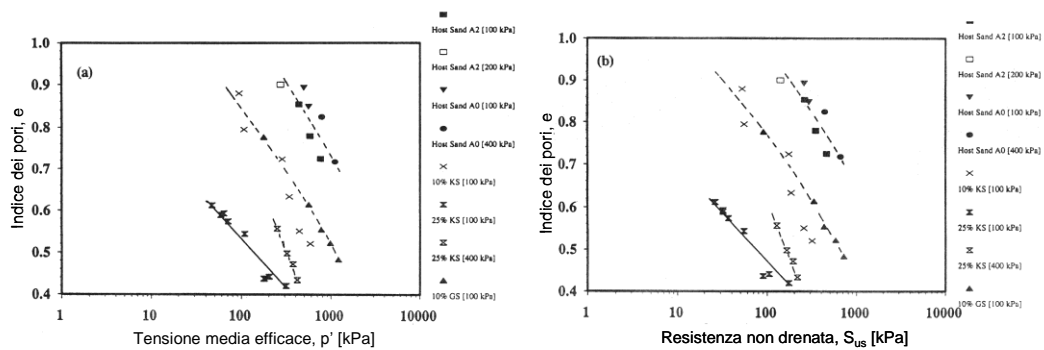 Indice dei pori, e
1.0
0.9
0.8
0.7
0.6
0.5
0.4
(a)
1
10
100
1000
10000
Tensione media efficace, p' [kPa]
Host Sand A2 [100 kPa]
Host Sand A2 [200 kPa]
Host Sand A0 [100 kPa]
Host Sand A0 [400 kPa]
10% KS [100 kPa]
25% KS [100 kPa]
25% KS [400 kPa]
10% GS [100 kPa]
Indice dei pori, e
1.0
0.9
0.8
0.7
0.6
0.5
0.4
(b)
1
10
100
1000
10000
Resistenza non drenata, Sus [kPa]
Host Sand A2 [100 kPa]
Host Sand A2 [200 kPa]
Host Sand A0 [100 kPa]
Host Sand A0 [400 kPa]
10% KS [100 kPa]
25% KS [100 kPa]
25% KS [400 kPa]
10% GS [100 kPa]